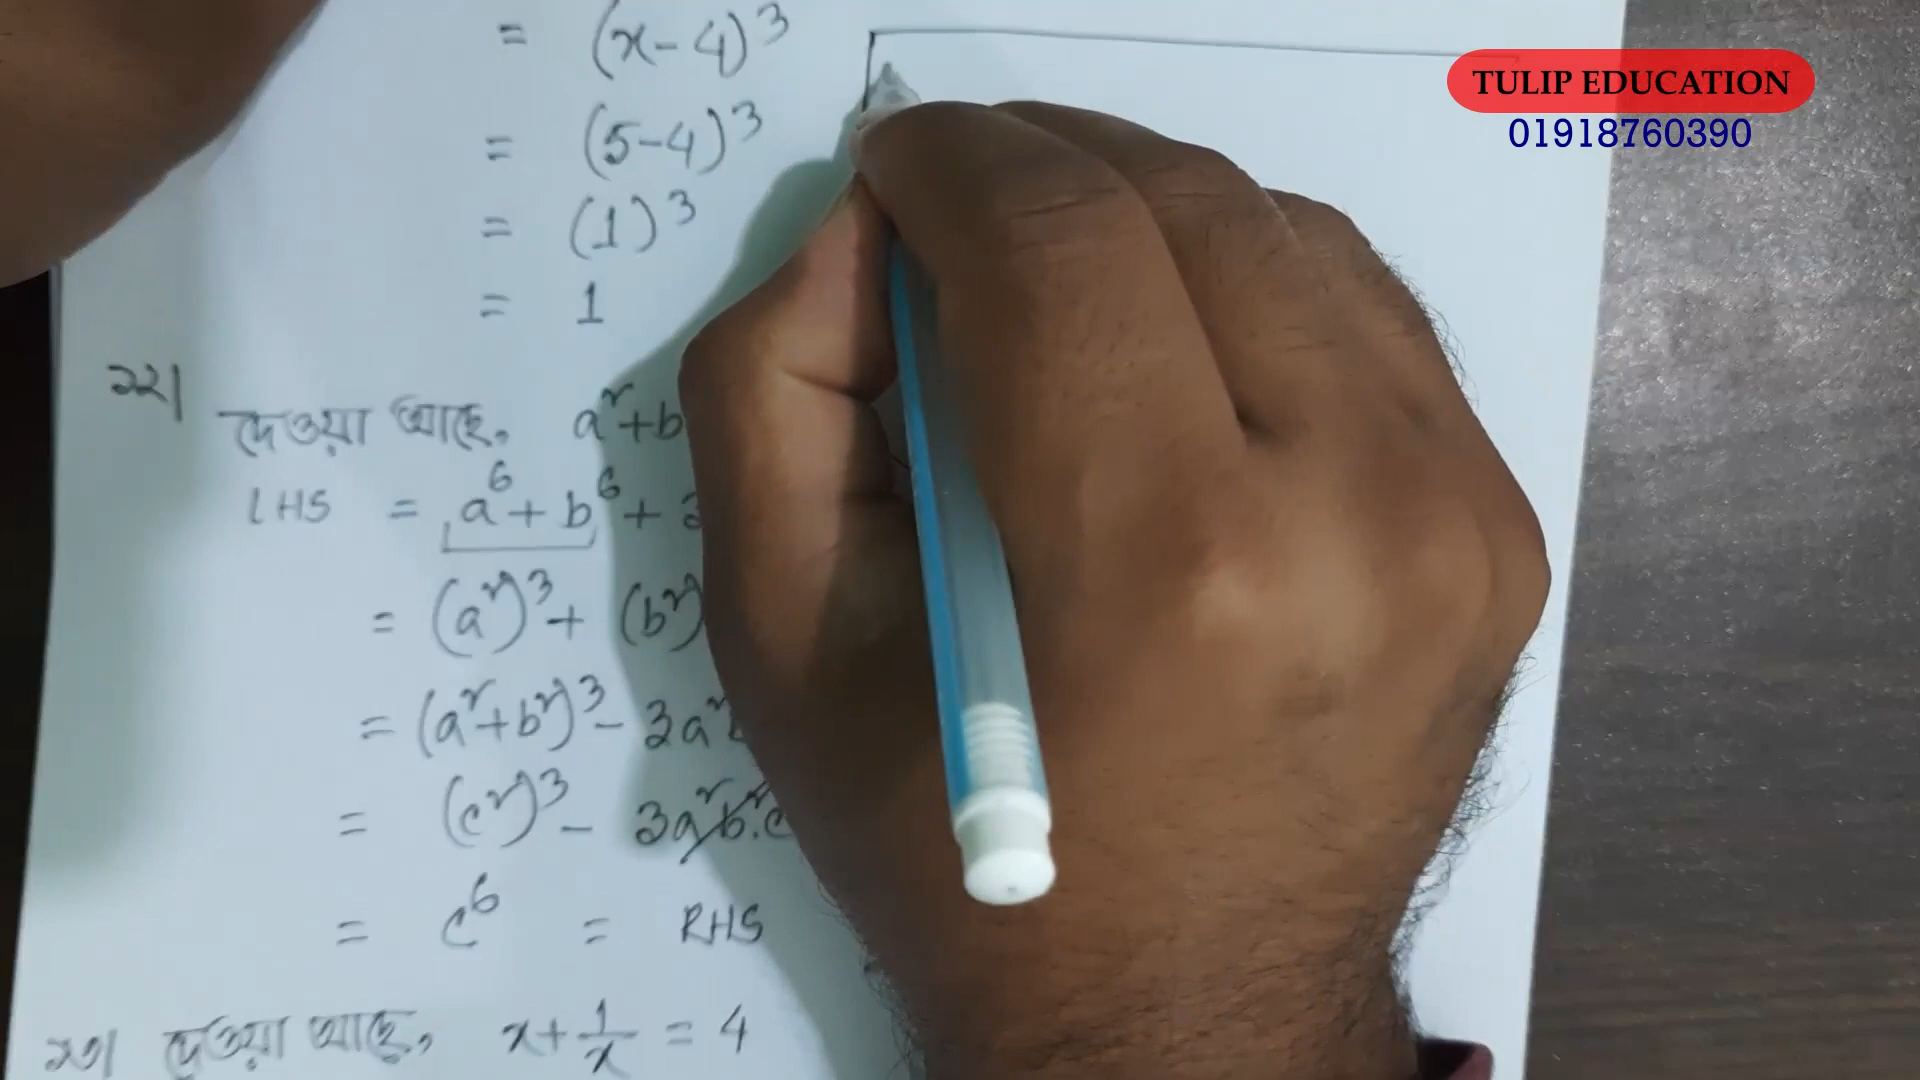 = (x-4)³
= (5-4)³
= (1)³
= 1
TULIP EDUCATION
01918760390
২২। দেওয়া আছে, a²+b
LHS = a⁶ + b⁶ +
= (a²)³ + (b²)
= (a²+b²)³ - 3a²
= (c²)³ - 3a²b².c
= c⁶ = RHS
২৩। দেওয়া আছে, x + 1/x = 4